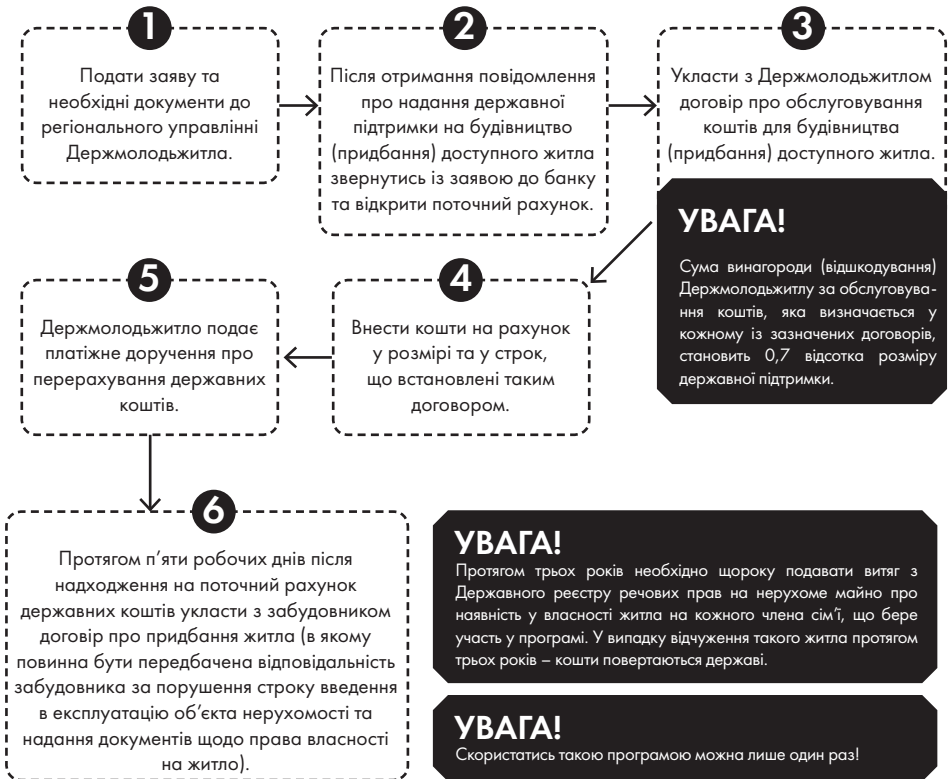 1
Подати заяву та
необхідні документи до
регіонального управлінні
Держмолодьжитла.
2
Після отримання повідомлення
про надання державної
підтримки на будівництво
(придбання) доступного житла
звернутись із заявою до банку
та відкрити поточний рахунок.
3
Укласти з Держмолодьжитлом
договір про обслуговування
коштів для будівництва
(придбання) доступного житла.
УВАГА!
Сума винагороди (відшкодування)
Держмолодьжитлу за обслуговува-
ння коштів, яка визначається у
кожному із зазначених договорів,
становить 0,7 відсотка розміру
державної підтримки.
4
Внести кошти на рахунок
у розмірі та у строк,
що встановлені таким
договором.
5
Держмолодьжитло подає
платіжне доручення про
перерахування державних
коштів.
6
Протягом п’яти робочих днів після
надходження на поточний рахунок
державних коштів укласти з забудовником
договір про придбання житла (в якому
повинна бути передбачена відповідальність
забудовника за порушення строку введення
в експлуатацію об’єкта нерухомості та
надання документів щодо права власності
на житло).
УВАГА!
Протягом трьох років необхідно щороку подавати витяг з
Державного реєстру речових прав на нерухоме майно про
наявність у власності житла на кожного члена сім’ї, що бере
участь у програмі. У випадку відчуження такого житла протягом
трьох років – кошти повертаються державі.
УВАГА!
Скористатись такою програмою можна лише один раз!